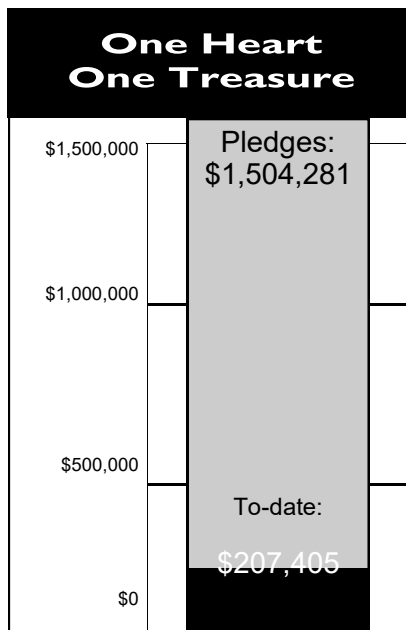 One Heart
One Treasure
$1,500,000
Pledges:
$1,504,281
$1,000,000
$500,000
To-date:
$207,405
$0